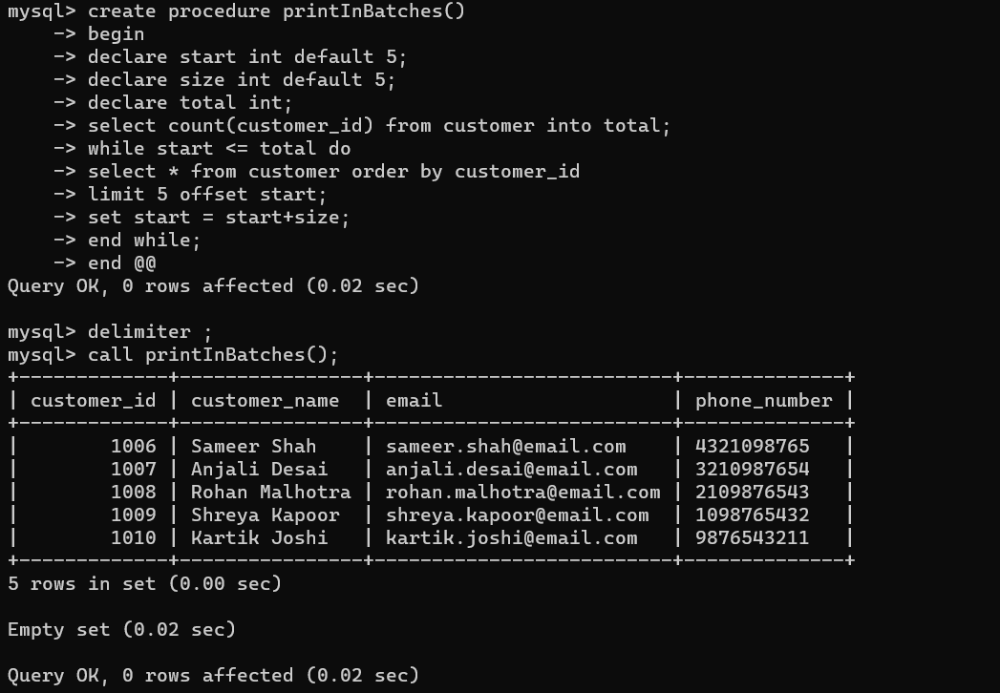 mysql> create procedure printInBatches()
    -> begin
    -> declare start int default 5;
    -> declare size int default 5;
    -> declare total int;
    -> select count(customer_id) from customer into total;
    -> while start <= total do
    -> select * from customer order by customer_id
    -> limit 5 offset start;
    -> set start = start+size;
    -> end while;
    -> end @@
Query OK, 0 rows affected (0.02 sec)

mysql> delimiter ;
mysql> call printInBatches();
+-------------+----------------+--------------------------+--------------+
| customer_id | customer_name  | email                    | phone_number |
+-------------+----------------+--------------------------+--------------+
|        1006 | Sameer Shah    | sameer.shah@email.com    | 4321098765   |
|        1007 | Anjali Desai   | anjali.desai@email.com   | 3210987654   |
|        1008 | Rohan Malhotra | rohan.malhotra@email.com | 2109876543   |
|        1009 | Shreya Kapoor  | shreya.kapoor@email.com  | 1098765432   |
|        1010 | Kartik Joshi   | kartik.joshi@email.com   | 9876543211   |
+-------------+----------------+--------------------------+--------------+
5 rows in set (0.00 sec)

Empty set (0.02 sec)

Query OK, 0 rows affected (0.02 sec)